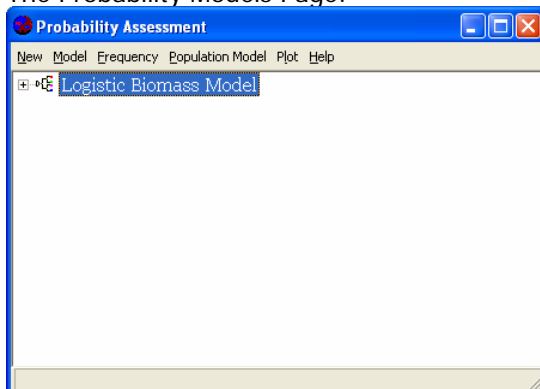 The Probability Models Page:
Probability Assessment
New Model Frequency Population Model Plot Help
Logistic Biomass Model